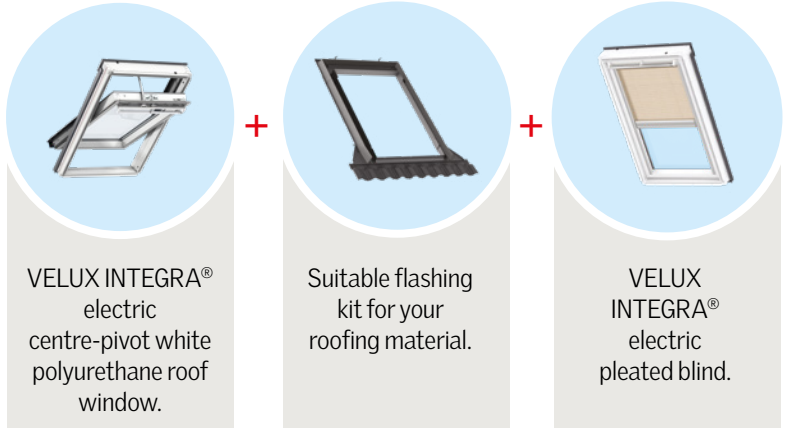 VELUX INTEGRA®
electric
centre-pivot white
polyurethane roof
window.
+
Suitable flashing
kit for your
roofing material.
+
VELUX
INTEGRA®
electric
pleated blind.